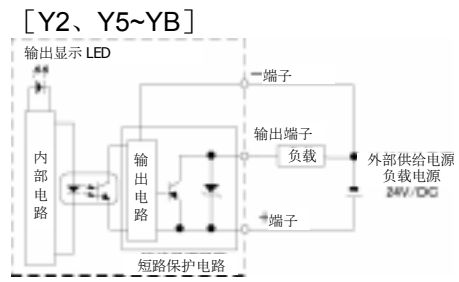 ［Y2、Y5~YB］
输出显示 LED
一端子
输出端子
负载
外部供给电源
负载电源
24V/DC
内部电路
输出电路
+端子
短路保护电路